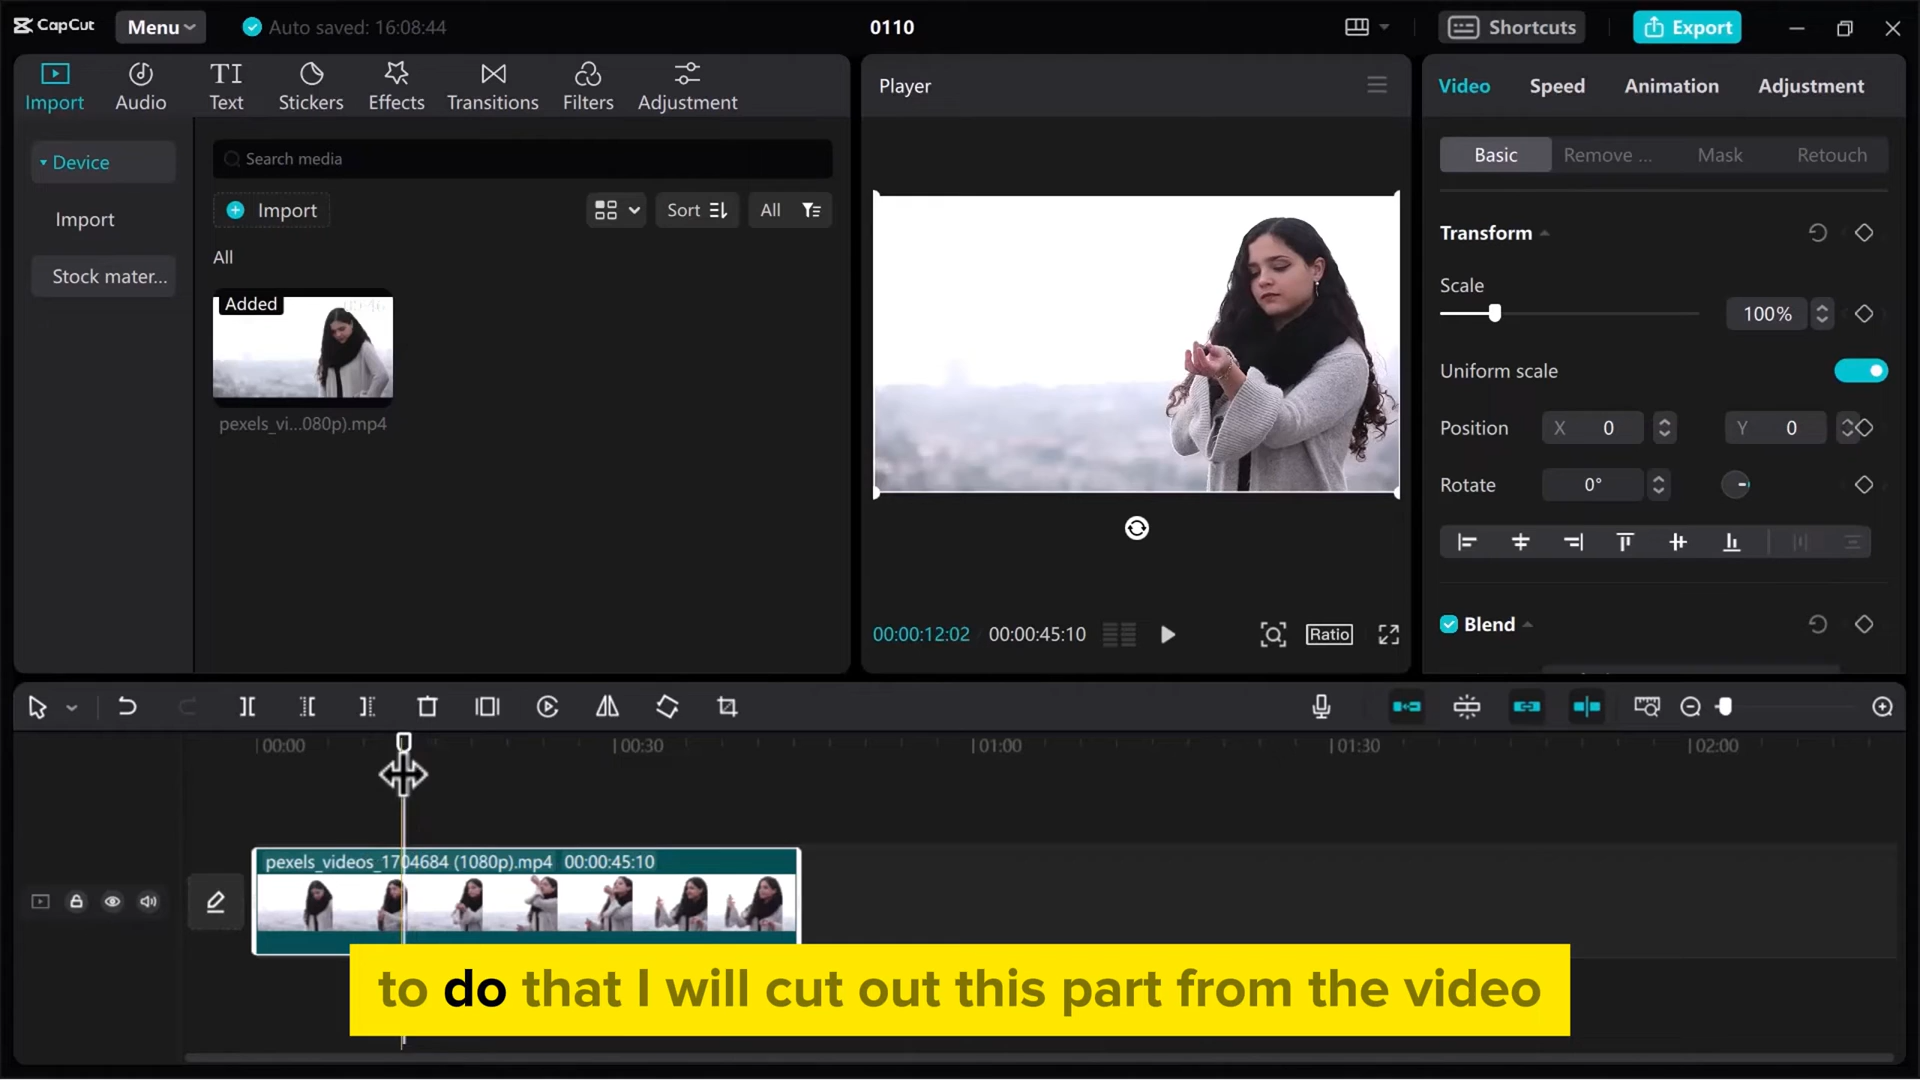 CapCut
Menu
Auto saved: 16:08:44
0110
Shortcuts
Export
Import
Audio
TI
Text
Stickers
Effects
Transitions
Filters
Adjustment
Player
Video
Speed
Animation
Adjustment
Device
Import
Stock mater...
Search media
Import
Sort
All
All
Added
pexels_vi...080p).mp4
Basic
Remove ...
Mask
Retouch
Transform
Scale
100%
Uniform scale
Position
X 0
Y 0
Rotate
0°
Blend
00:00:12:02
00:00:45:10
Ratio
00:00
00:30
01:00
01:30
02:00
pexels_videos_1704684 (1080p).mp4 00:00:45:10
to do that I will cut out this part from the video